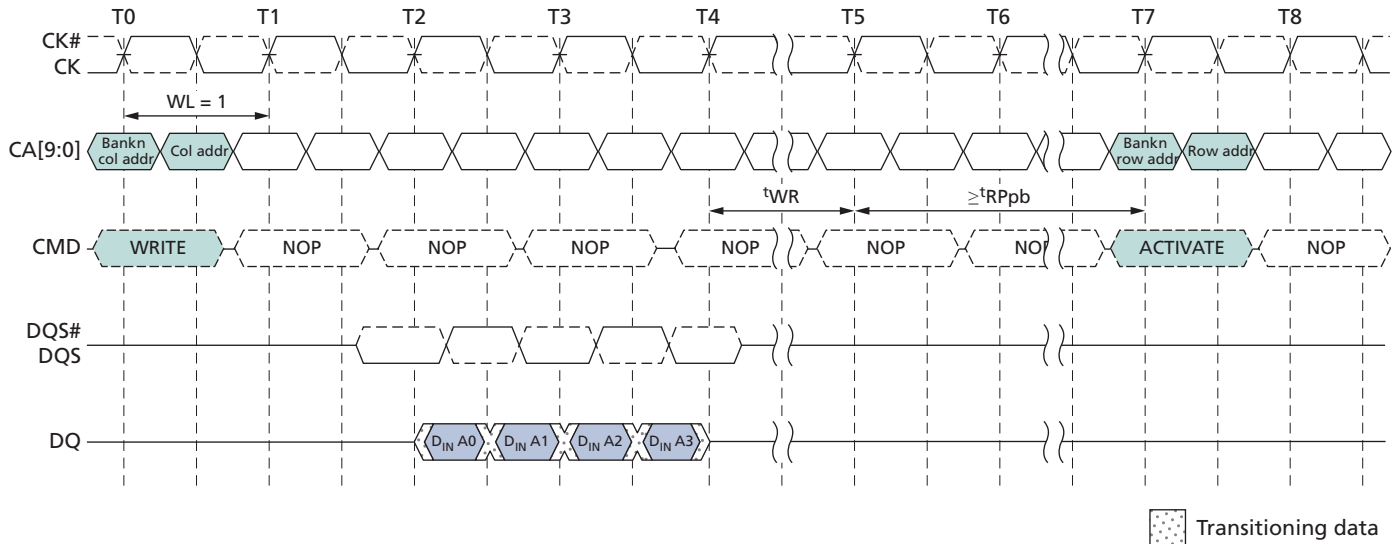 T0 T1 T2 T3 T4 T5 T6 T7 T8
CK#
CK
WL = 1
CA[9:0]
Bankn
col addr
Col addr
Bankn
row addr
Row addr
tWR
≥tRPpb
CMD
WRITE NOP NOP NOP NOP NOP NOP ACTIVATE NOP
DQS#
DQS
DQ
DIN A0 DIN A1 DIN A2 DIN A3
Transitioning data